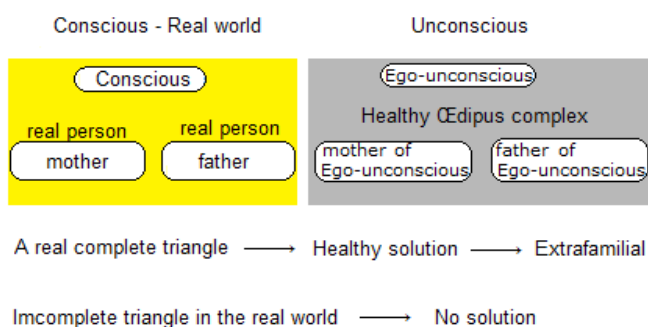 Conscious - Real world
Unconscious
Conscious
real person
mother
real person
father
Ego-unconscious
Healthy Œdipus complex
mother of
Ego-unconscious
father of
Ego-unconscious
A real complete triangle ⟶ Healthy solution ⟶ Extrafamilial
Imcomplete triangle in the real world ⟶ No solution